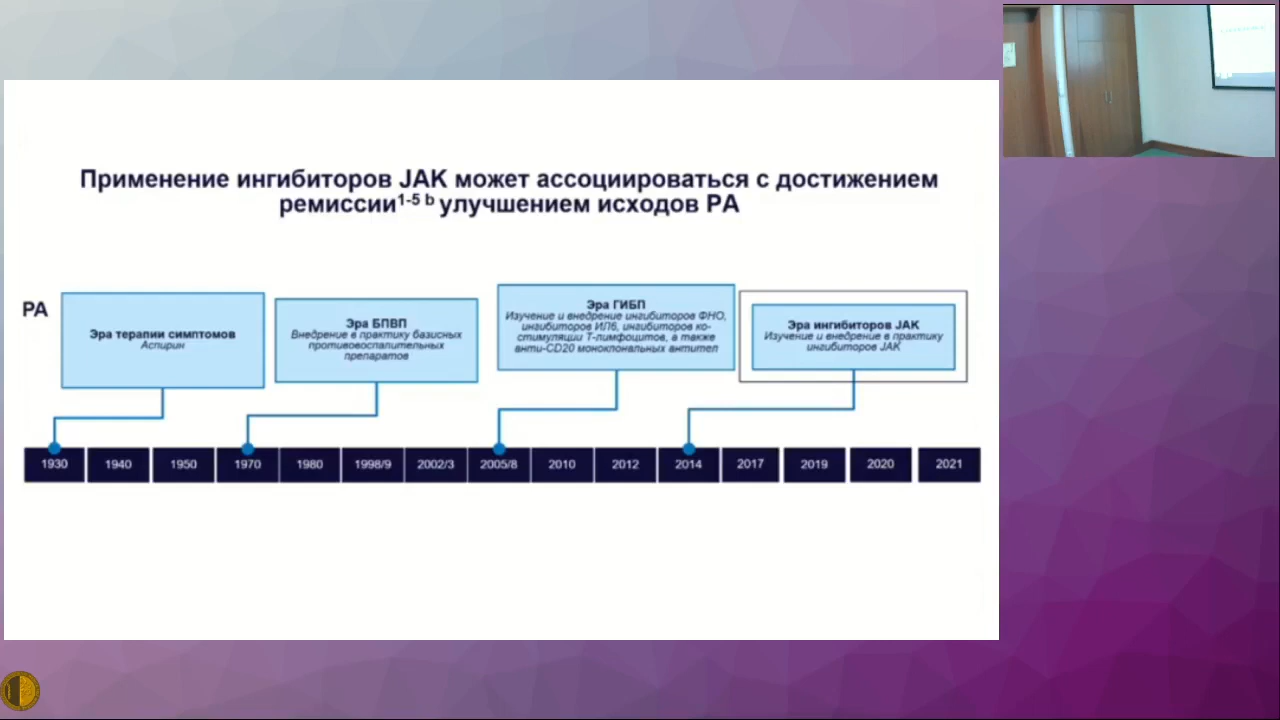 Применение ингибиторов JAK может ассоциироваться с достижением
ремиссии1-5 b улучшением исходов РА
РА
Эра терапии симптомов
Аспирин
Эра БПВП
Внедрение в практику базисных
противовоспалительных
препаратов
Эра ГИБП
Изучение и внедрение ингибиторов ФНО,
ингибиторов ИЛ6, ингибиторов ко-
стимуляции Т-лимфоцитов, а также
анти-CD20 моноклональных антител
Эра ингибиторов JAK
Изучение и внедрение в практику
ингибиторов JAK
1930
1940
1950
1970
1980
1998/9
2002/3
2005/8
2010
2012
2014
2017
2019
2020
2021